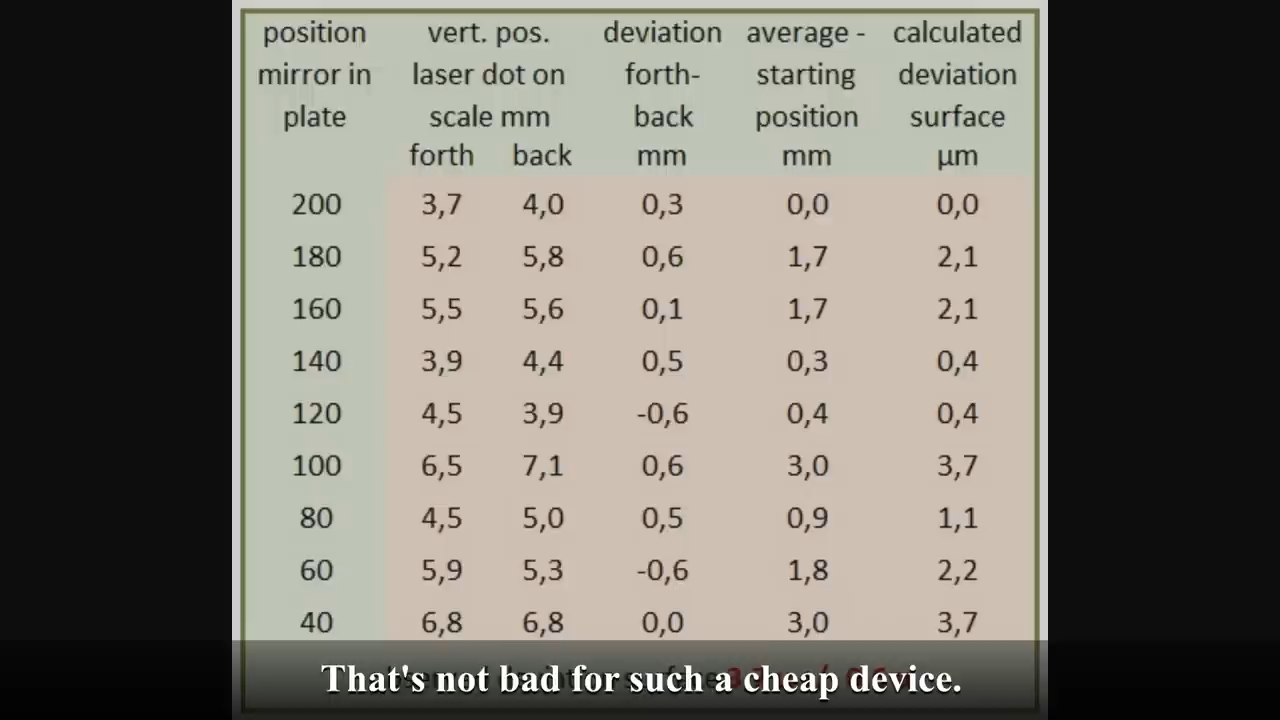 position vert. pos. deviation average - calculated
mirror in laser dot on forth- starting deviation
plate scale mm back position surface
forth back mm mm µm
200 3,7 4,0 0,3 0,0 0,0
180 5,2 5,8 0,6 1,7 2,1
160 5,5 5,6 0,1 1,7 2,1
140 3,9 4,4 0,5 0,3 0,4
120 4,5 3,9 -0,6 0,4 0,4
100 6,5 7,1 0,6 3,0 3,7
80 4,5 5,0 0,5 0,9 1,1
60 5,9 5,3 -0,6 1,8 2,2
40 6,8 6,8 0,0 3,0 3,7
That's not bad for such a cheap device.